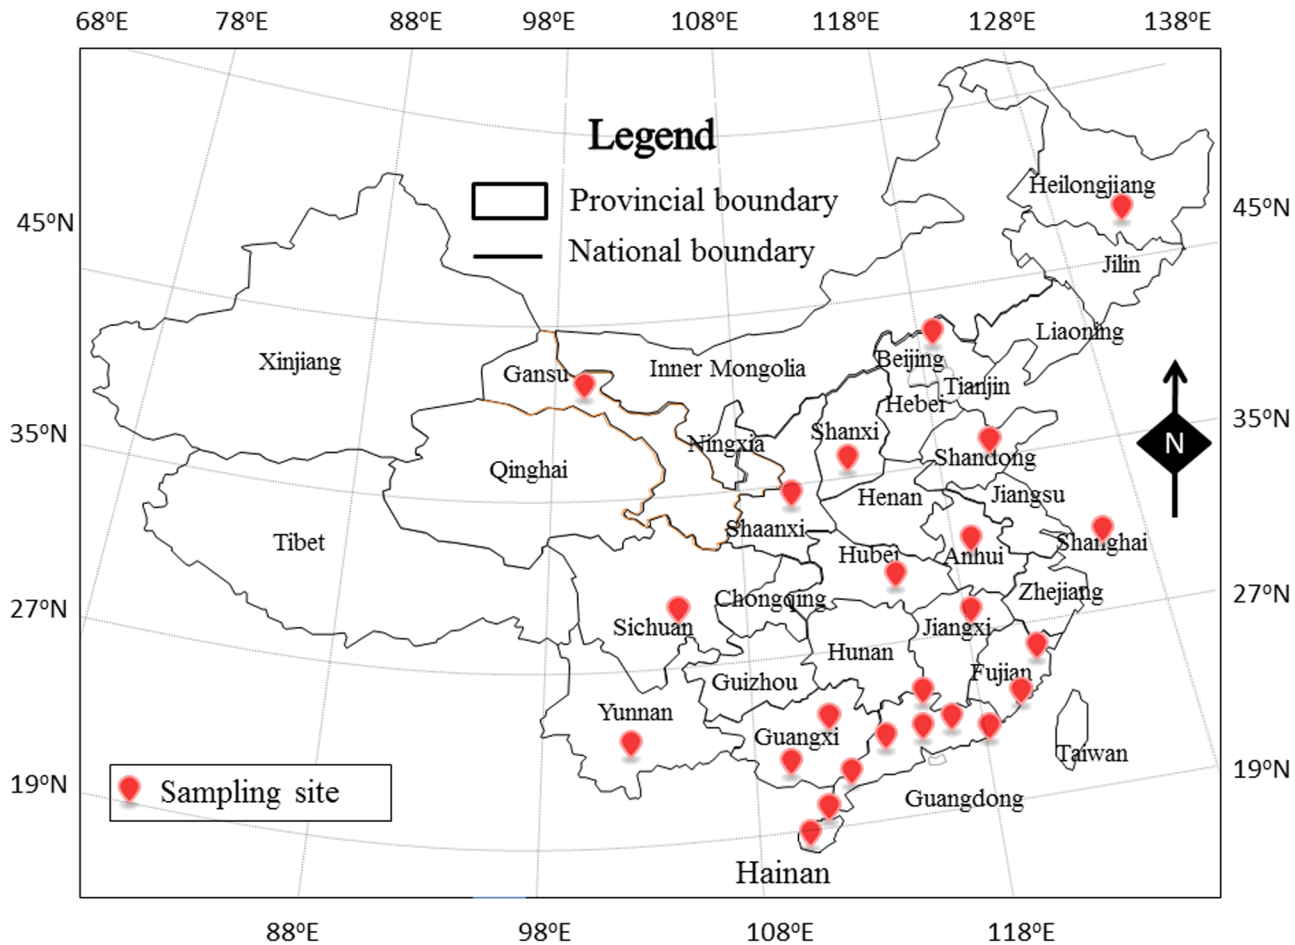 68ºE 78ºE 88ºE 98ºE 108ºE 118ºE 128ºE 138ºE
Legend
Provincial boundary
National boundary
Heilongjiang
45ºN
45ºN
Jilin
Liaoning
Xinjiang
Gansu
Inner Mongolia
Beijing
Tianjin
Hebei
35ºN
35ºN
Shanxi
Ningxia
N
Qinghai
Shandong
Henan
Jiangsu
Tibet
Shaanxi
Shanghai
Hubei
Anhui
27ºN
27ºN
Chongqing
Zhejiang
Sichuan
Jiangxi
Hunan
Guizhou
Fujian
Yunnan
Guangxi
Taiwan
19ºN
19ºN
Sampling site
Guangdong
Hainan
88ºE 98ºE 108ºE 118ºE